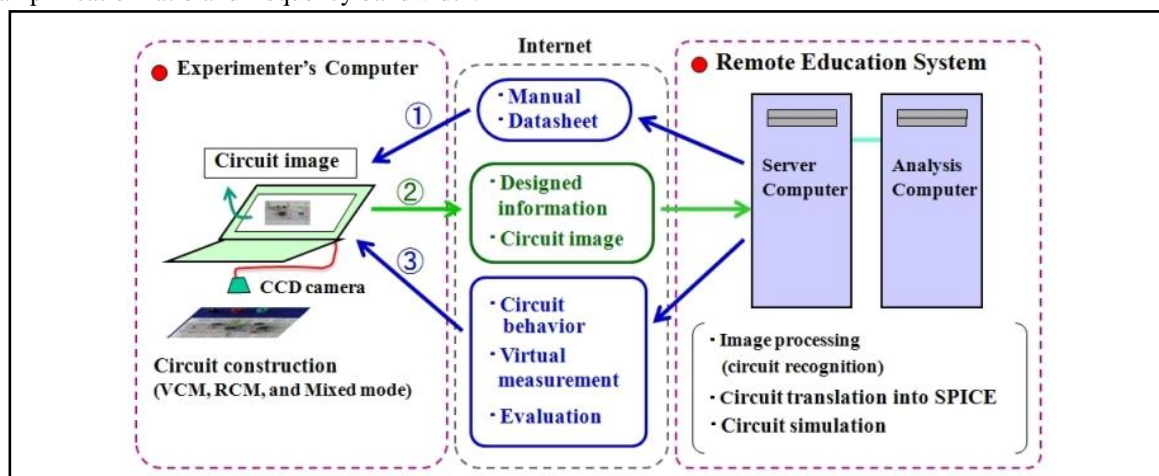 Internet
Experimenter's Computer
①
Circuit image
②
③
CCD camera
Circuit construction
(VCM, RCM, and Mixed mode)
· Manual
· Datasheet
· Designed
information
· Circuit image
· Circuit
behavior
· Virtual
measurement
· Evaluation
Remote Education System
Server
Computer
Analysis
Computer
· Image processing
(circuit recognition)
· Circuit translation into SPICE
· Circuit simulation